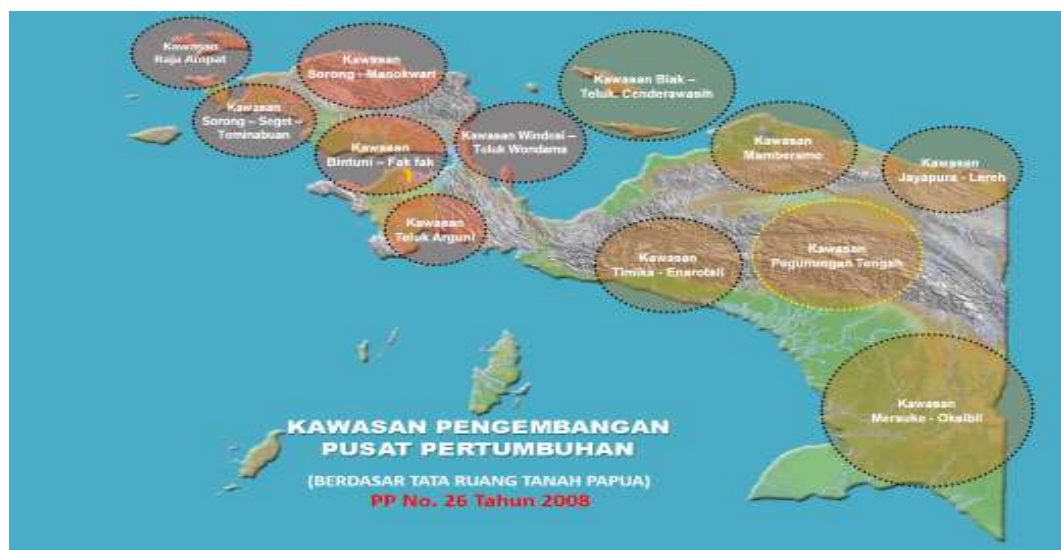 Kawasan
Raja Ampat
Kawasan
Sorong - Manokwari
Kawasan
Sorong - Seget -
Teminabuan
Kawasan
Bintuni - Fak fak
Kawasan Windesi -
Teluk Wondama
Kawasan Biak -
Teluk Cenderawasih
Kawasan
Mamberamo
Kawasan
Jayapura - Lereh
Kawasan
Teluk Arguni
Kawasan
Timika - Enarotali
Kawasan
Pegunungan Tengah
Kawasan
Merauke - Oksibil
KAWASAN PENGEMBANGAN
PUSAT PERTUMBUHAN
(BERDASAR TATA RUANG TANAH PAPUA)
PP No. 26 Tahun 2008